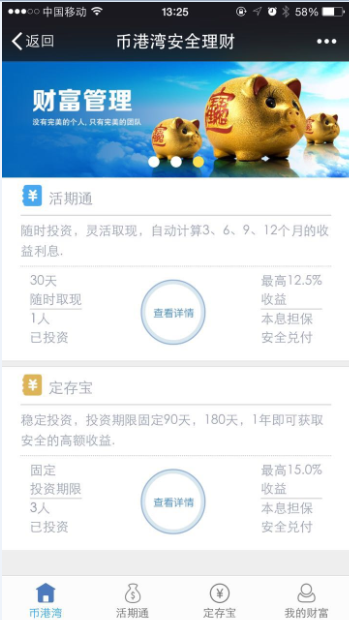 中国移动 13:25 58%
返回 币港湾安全理财
财富管理
没有完美的个人，只有完美的团队
活期通
随时投资，灵活取现，自动计算3、6、9、12个月的收
益利息.
30天
随时取现
1人
已投资
查看详情
最高12.5%
收益
本息担保
安全兑付
定存宝
稳定投资，投资期限固定90天，180天，1年即可获取
安全的高额收益.
固定
投资期限
3人
已投资
查看详情
最高15.0%
收益
本息担保
安全兑付
币港湾 活期通 定存宝 我的财富